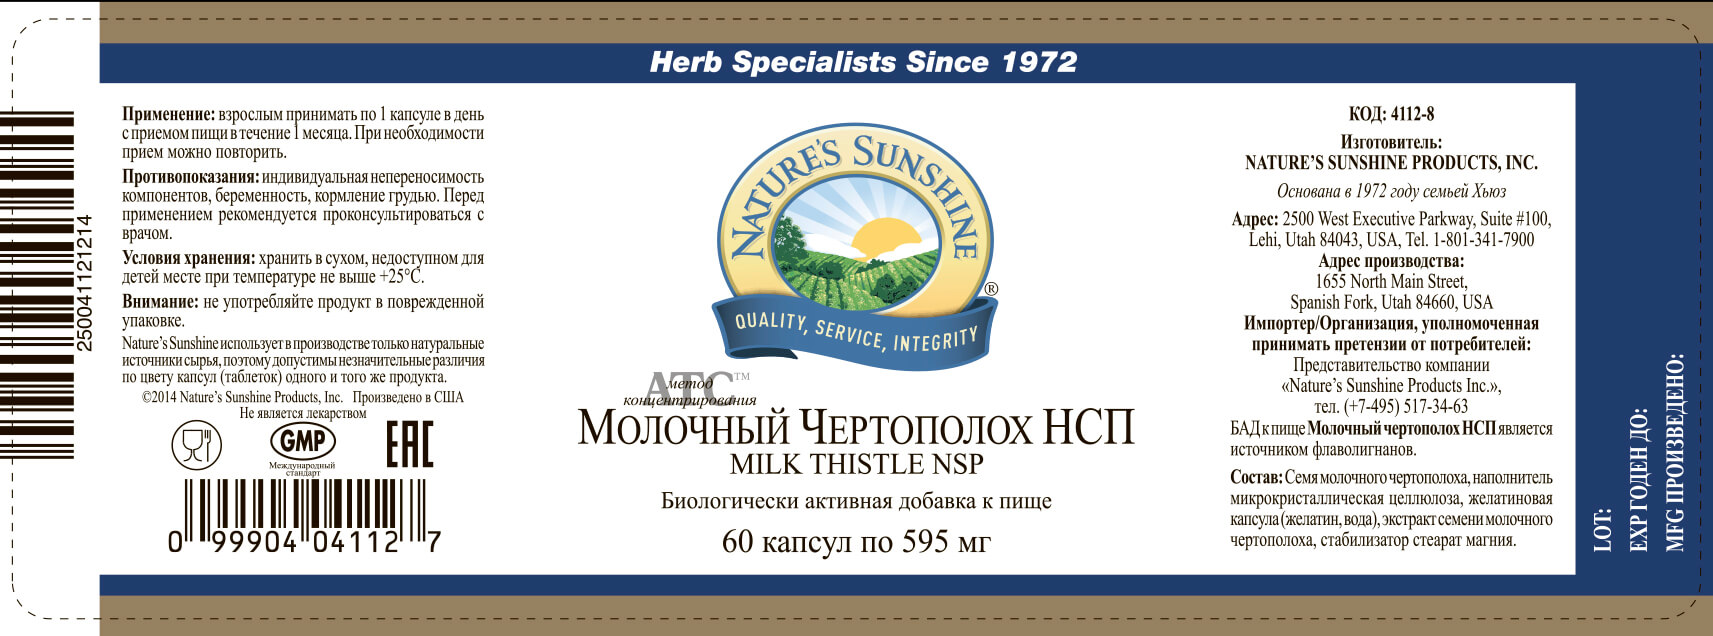 Herb Specialists Since 1972
25004112121​4
Применение: взрослым принимать по 1 капсуле в день
с приемом пищи в течение 1 месяца. При необходимости
прием можно повторить.
Противопоказания: индивидуальная непереносимость
компонентов, беременность, кормление грудью. Перед
применением рекомендуется проконсультироваться с
врачом.
Условия хранения: хранить в сухом, недоступном для
детей месте при температуре не выше +25°С.
Внимание: не употребляйте продукт в поврежденной
упаковке.
Nature's Sunshine использует в производстве только натуральные
источники сырья, поэтому допустимы незначительные различия
по цвету капсул (таблеток) одного и того же продукта.
©2014 Nature's Sunshine Products, Inc. Произведено в США
Не является лекарством
GMP
Международный
стандарт
EAC
0 99904 04112 7
NATURE'S SUNSHINE
®
QUALITY, SERVICE, INTEGRITY
АТС™
метод
концентрирования
МОЛОЧНЫЙ ЧЕРТОПОЛОХ НСП
MILK THISTLE NSP
Биологически активная добавка к пище
60 капсул по 595 мг
КОД: 4112-8
Изготовитель:
NATURE'S SUNSHINE PRODUCTS, INC.
Основана в 1972 году семьей Хьюз
Адрес: 2500 West Executive Parkway, Suite #100,
Lehi, Utah 84043, USA, Tel. 1-801-341-7900
Адрес производства:
1655 North Main Street,
Spanish Fork, Utah 84660, USA
Импортер/Организация, уполномоченная
принимать претензии от потребителей:
Представительство компании
«Nature's Sunshine Products Inc.»,
тел. (+7-495) 517-34-63
БАД к пище Молочный чертополох НСП является
источником флаволигнанов.
Состав: Семя молочного чертополоха, наполнитель
микрокристаллическая целлюлоза, желатиновая
капсула (желатин, вода), экстракт семени молочного
чертополоха, стабилизатор стеарат магния.
LOT:
EXP ГОДЕН ДО:
MFG ПРОИЗВЕДЕНО: